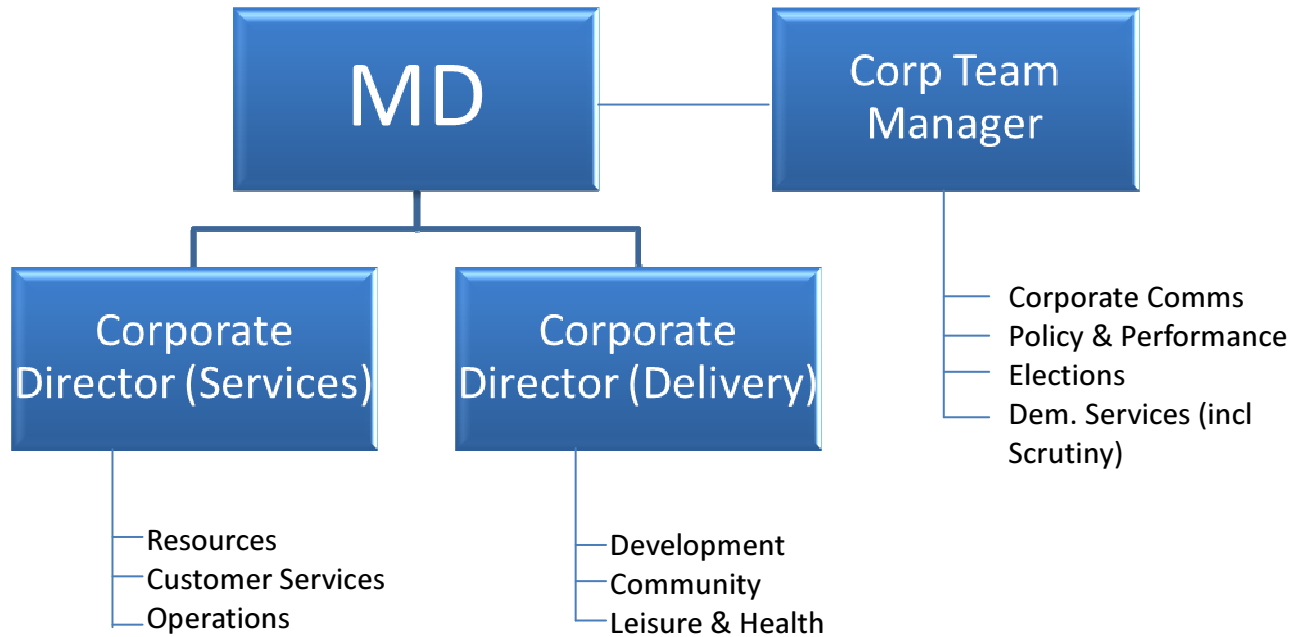 MD
Corp Team
Manager
Corporate
Director (Services)
Corporate
Director (Delivery)
Corporate Comms
Policy & Performance
Elections
Dem. Services (incl
Scrutiny)
Resources
Customer Services
Operations
Development
Community
Leisure & Health